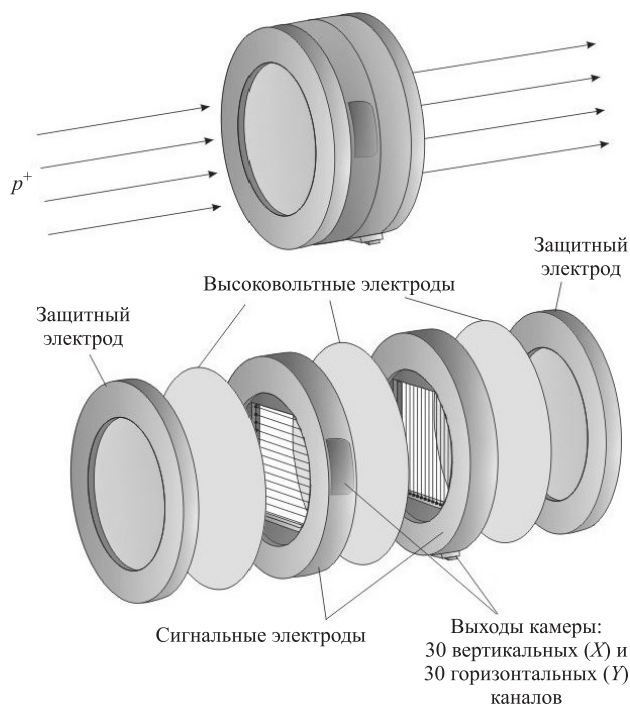 p⁺
Защитный
электрод
Высоковольтные электроды
Защитный
электрод
Сигнальные электроды
Выходы камеры:
30 вертикальных (X) и
30 горизонтальных (Y)
каналов